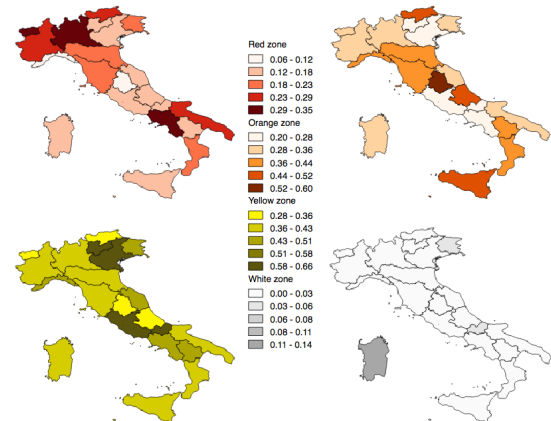 Red zone
0.06 - 0.12
0.12 - 0.18
0.18 - 0.23
0.23 - 0.29
0.29 - 0.35
Orange zone
0.20 - 0.28
0.28 - 0.36
0.36 - 0.44
0.44 - 0.52
0.52 - 0.60
Yellow zone
0.28 - 0.36
0.36 - 0.43
0.43 - 0.51
0.51 - 0.58
0.58 - 0.66
White zone
0.00 - 0.03
0.03 - 0.06
0.06 - 0.08
0.08 - 0.11
0.11 - 0.14